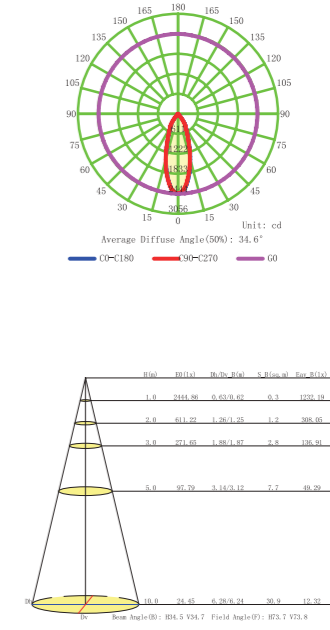 180
165 165
150 150
135 135
120 120
105 105
90 90
75 75
60 60
45 45
30 30
15 0 15
611
1222
1833
2444
3056
Unit: cd
Average Diffuse Angle(50%): 34.6°
C0-C180 C90-C270 G0
H(m) E0(lx) Dh/Dv_B(m) S_B(sq.m) Eav_B(lx)
1.0 2444.86 0.63/0.62 0.3 1232.19
2.0 611.22 1.26/1.25 1.2 308.05
3.0 271.65 1.88/1.87 2.8 136.91
5.0 97.79 3.14/3.12 7.7 49.29
Dh 10.0 24.45 6.28/6.24 30.9 12.32
Dv Beam Angle(B): H34.5 V34.7 Field Angle(F): H73.7 V73.8